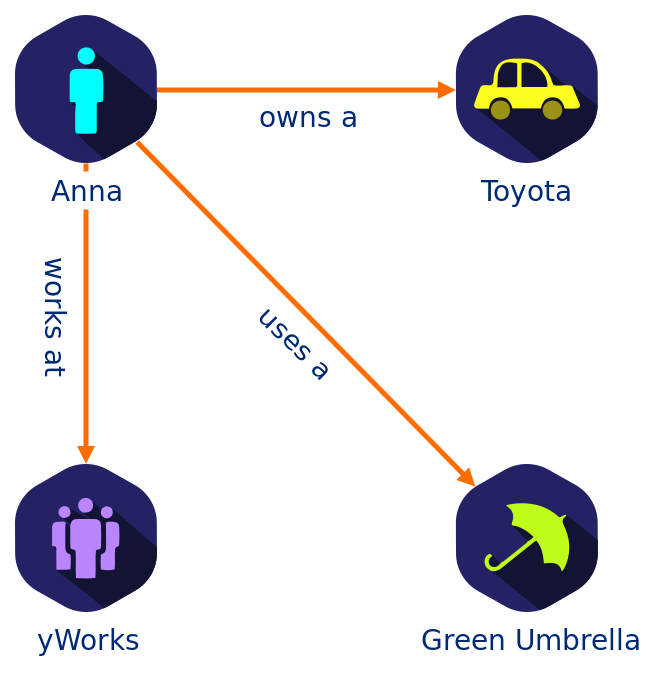 owns a
Anna
Toyota
works at
uses a
yWorks
Green Umbrella